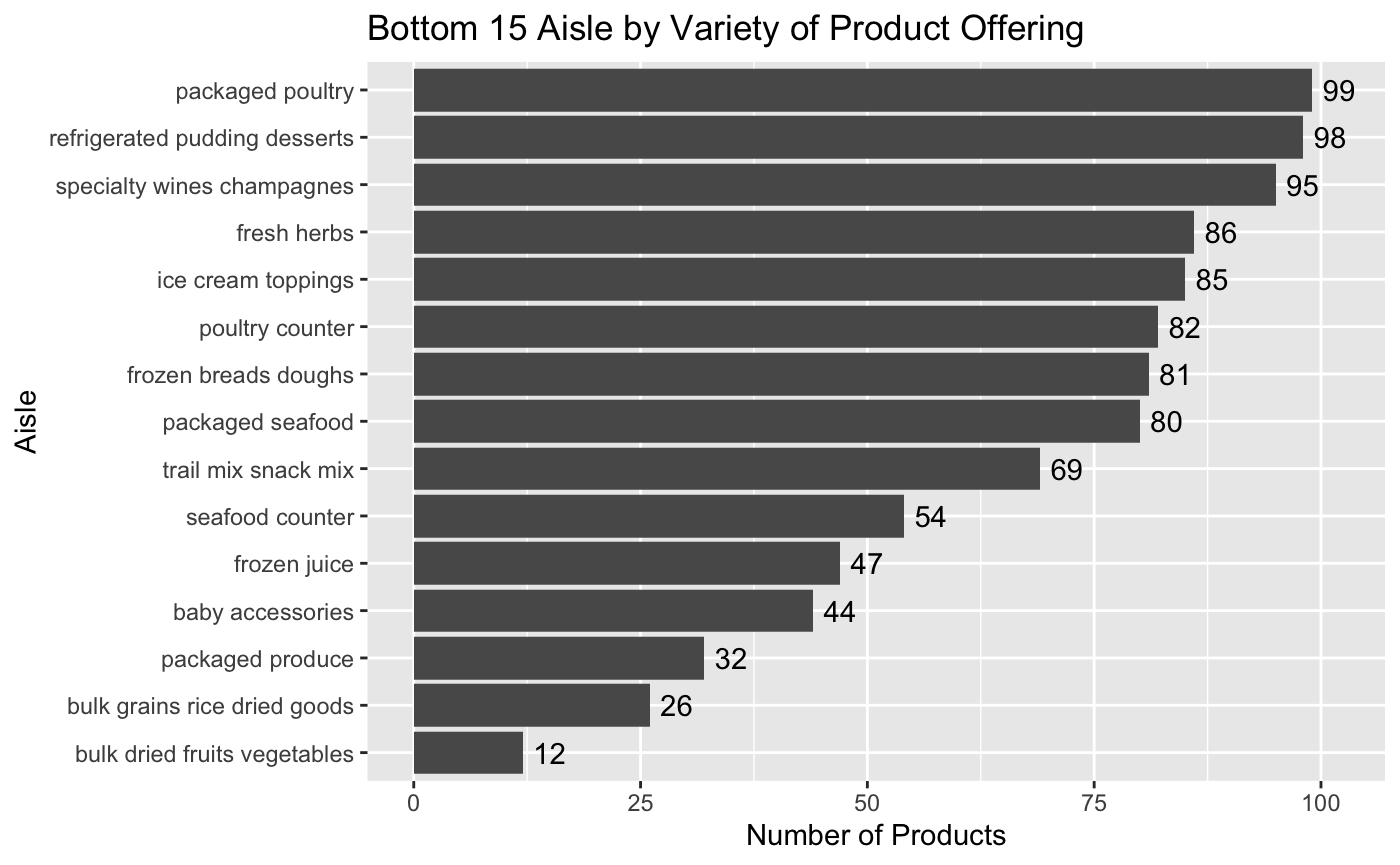 Bottom 15 Aisle by Variety of Product Offering
packaged poultry 99
refrigerated pudding desserts 98
specialty wines champagnes 95
fresh herbs 86
ice cream toppings 85
poultry counter 82
frozen breads doughs 81
packaged seafood 80
trail mix snack mix 69
seafood counter 54
frozen juice 47
baby accessories 44
packaged produce 32
bulk grains rice dried goods 26
bulk dried fruits vegetables 12
Aisle
0 25 50 75 100
Number of Products